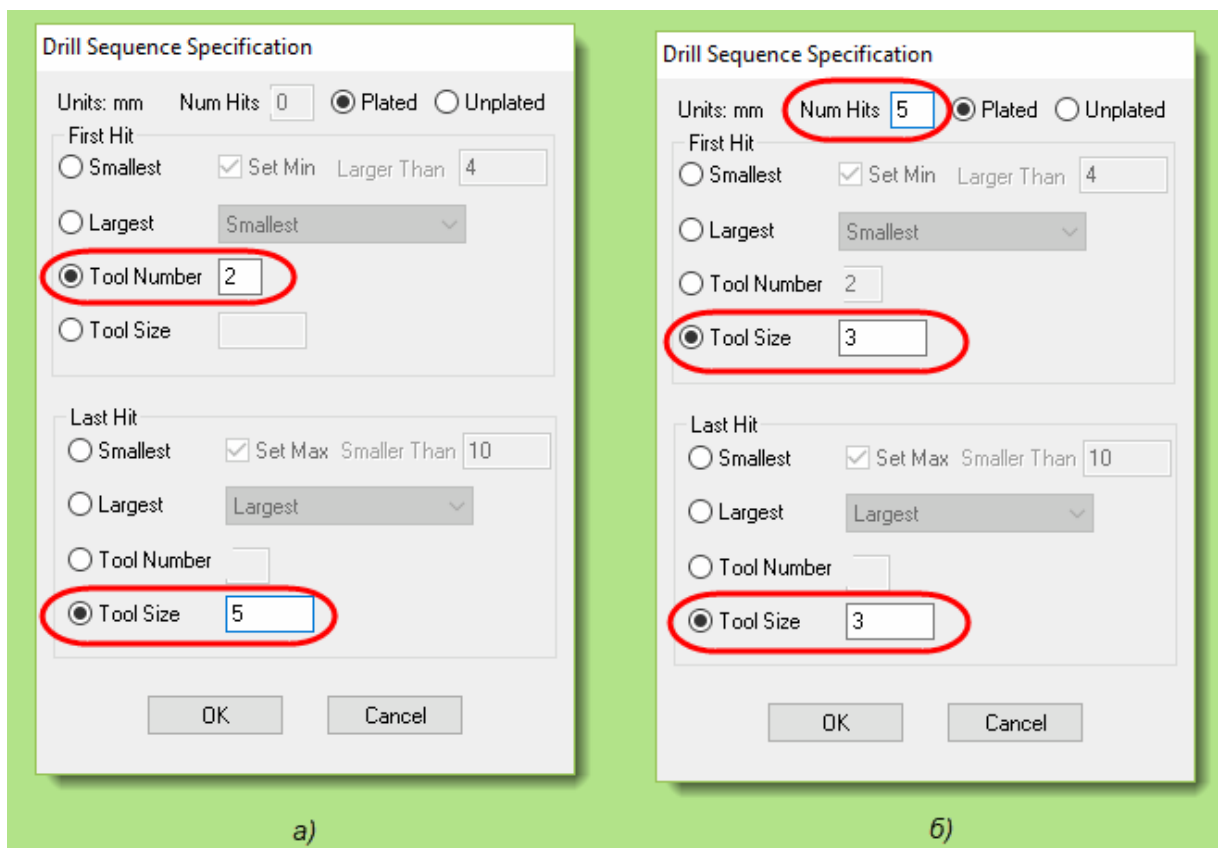 Drill Sequence Specification
Units: mm Num Hits 0 Plated Unplated
First Hit
Smallest Set Min Larger Than 4
Largest Smallest
Tool Number 2
Tool Size
Last Hit
Smallest Set Max Smaller Than 10
Largest Largest
Tool Number
Tool Size 5
OK Cancel
а)
Drill Sequence Specification
Units: mm Num Hits 5 Plated Unplated
First Hit
Smallest Set Min Larger Than 4
Largest Smallest
Tool Number 2
Tool Size 3
Last Hit
Smallest Set Max Smaller Than 10
Largest Largest
Tool Number
Tool Size 3
OK Cancel
б)